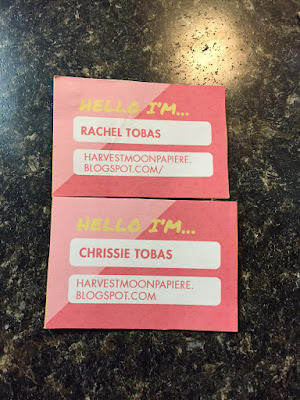 HELLO I'M...
RACHEL TOBAS
HARVESTMOONPAPIERE.
BLOGSPOT.COM/
HELLO I'M...
CHRISSIE TOBAS
HARVESTMOONPAPIERE.
BLOGSPOT.COM